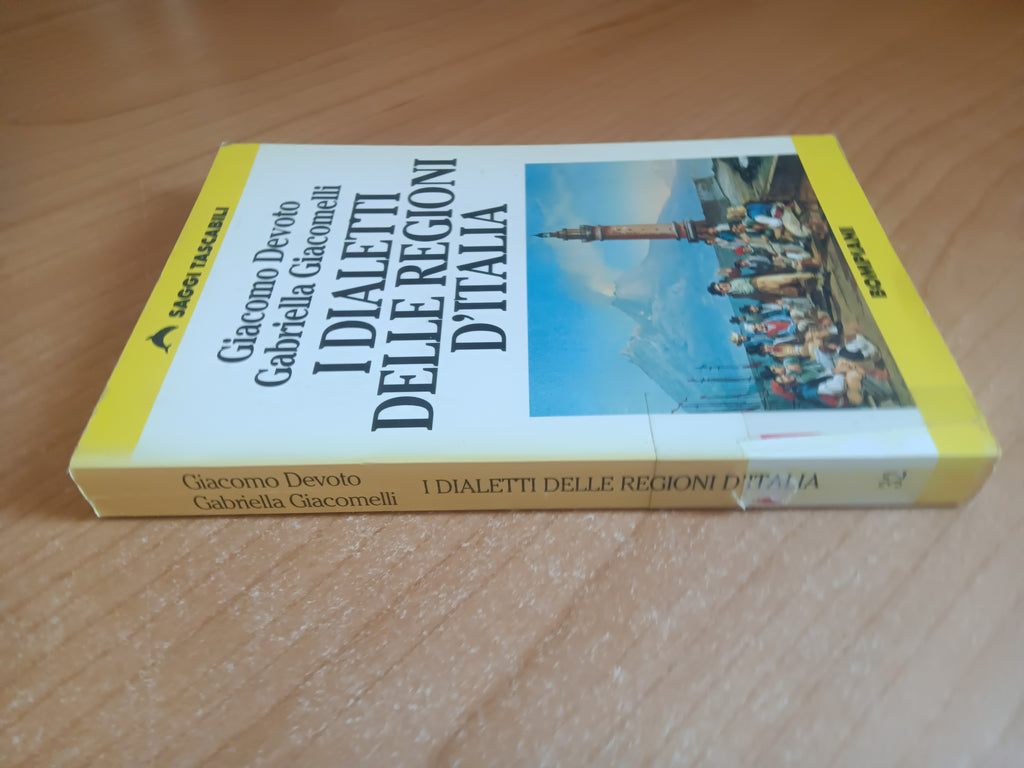 SAGGI TASCABILI
Giacomo Devoto
Gabriella Giacomelli
I DIALETTI
DELLE REGIONI
D'ITALIA
BOMPIANI
Giacomo Devoto
Gabriella Giacomelli
I DIALETTI DELLE REGIONI D'ITALIA
32